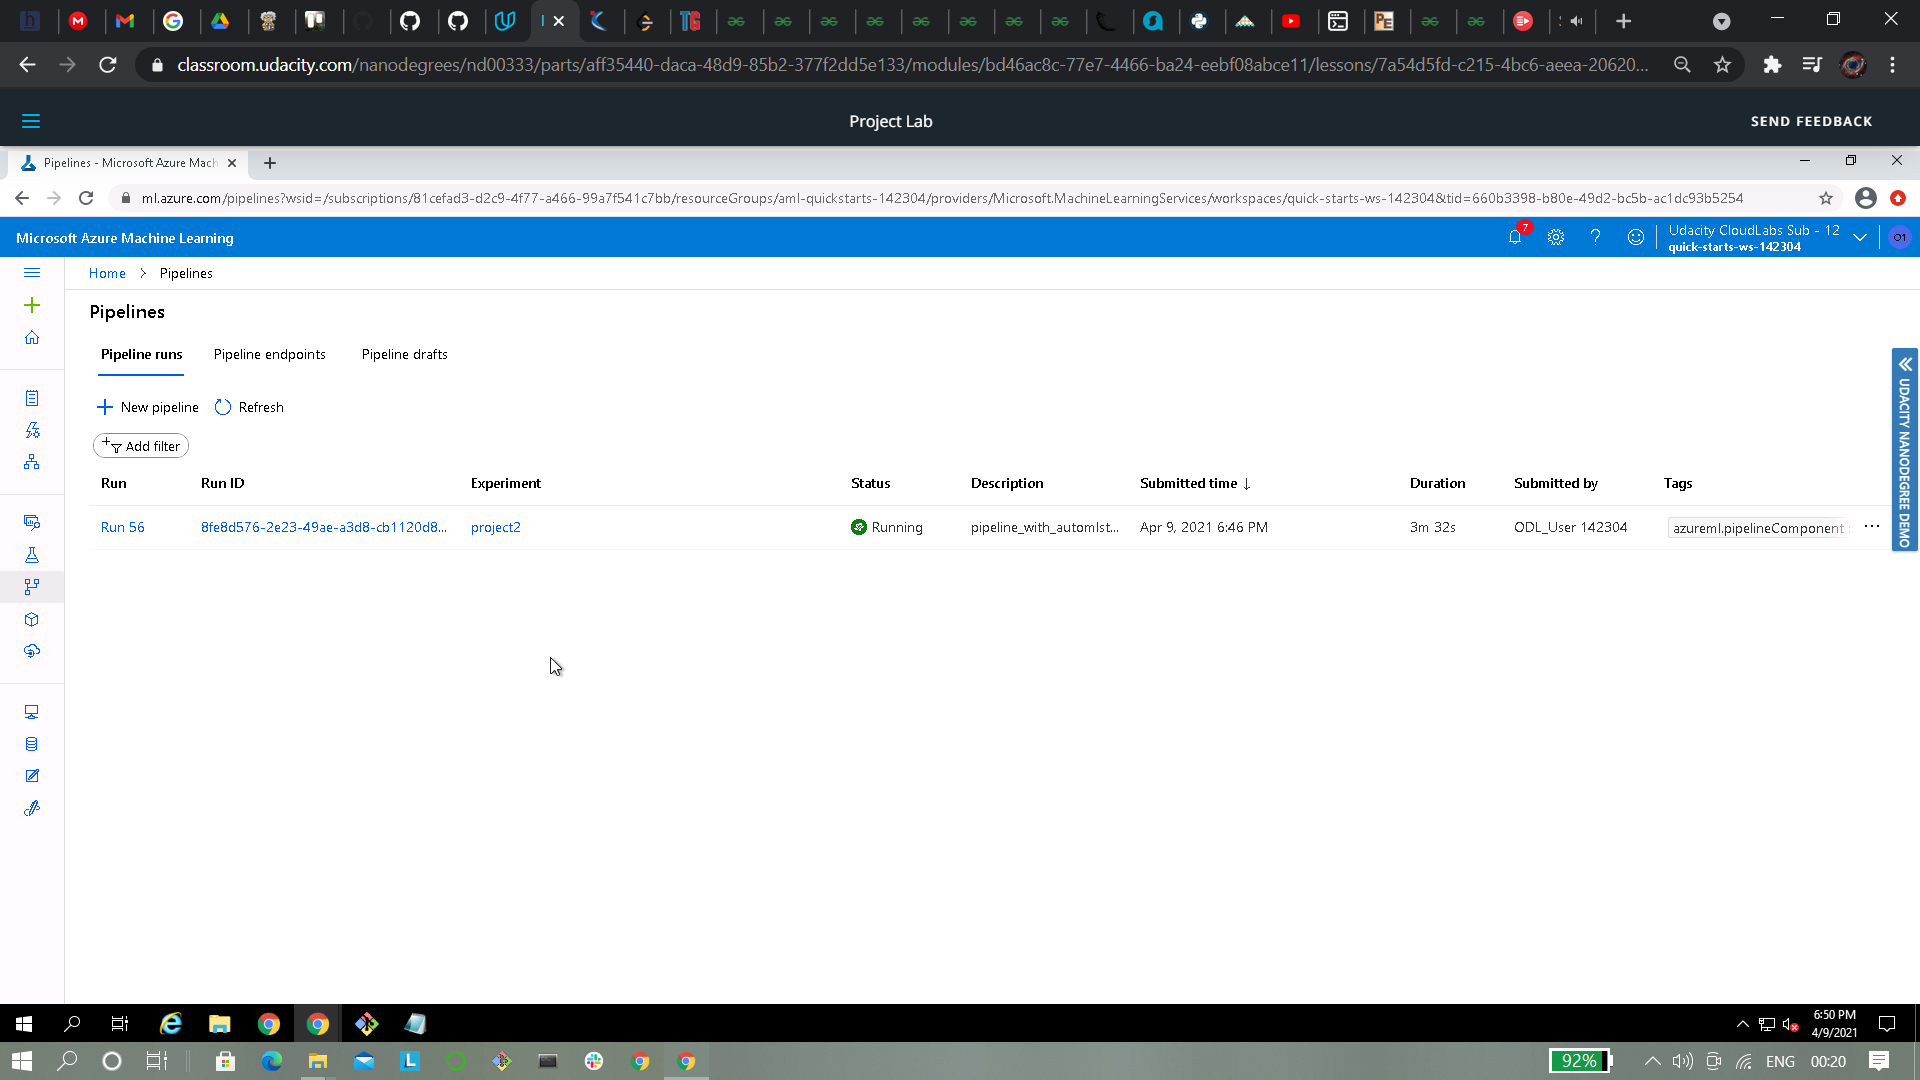 classroom.udacity.com/nanodegrees/nd00333/parts/aff35440-daca-48d9-85b2-377f2dd5e133/modules/bd46ac8c-77e7-4466-ba24-eebf08abce11/lessons/7a54d5fd-c215-4bc6-aeea-20620...
Project Lab
SEND FEEDBACK
Pipelines - Microsoft Azure Mach
ml.azure.com/pipelines?wsid=/subscriptions/81cefad3-d2c9-4f77-a466-99a7f541c7bb/resourceGroups/aml-quickstarts-142304/providers/Microsoft.MachineLearningServices/workspaces/quick-starts-ws-142304&tid=660b3398-b80e-49d2-bc5b-ac1dc93b5254
Microsoft Azure Machine Learning
7
Udacity CloudLabs Sub - 12
quick-starts-ws-142304
O1
Home > Pipelines
Pipelines
Pipeline runs Pipeline endpoints Pipeline drafts
New pipeline Refresh
Add filter
Run Run ID Experiment Status Description Submitted time ↓ Duration Submitted by Tags
Run 56 8fe8d576-2e23-49ae-a3d8-cb1120d8... project2 Running pipeline_with_automlst... Apr 9, 2021 6:46 PM 3m 32s ODL_User 142304 azureml.pipelineComponent ...
UDACITY NANODEGREE DEMO
6:50 PM
4/9/2021
92%
ENG 00:20